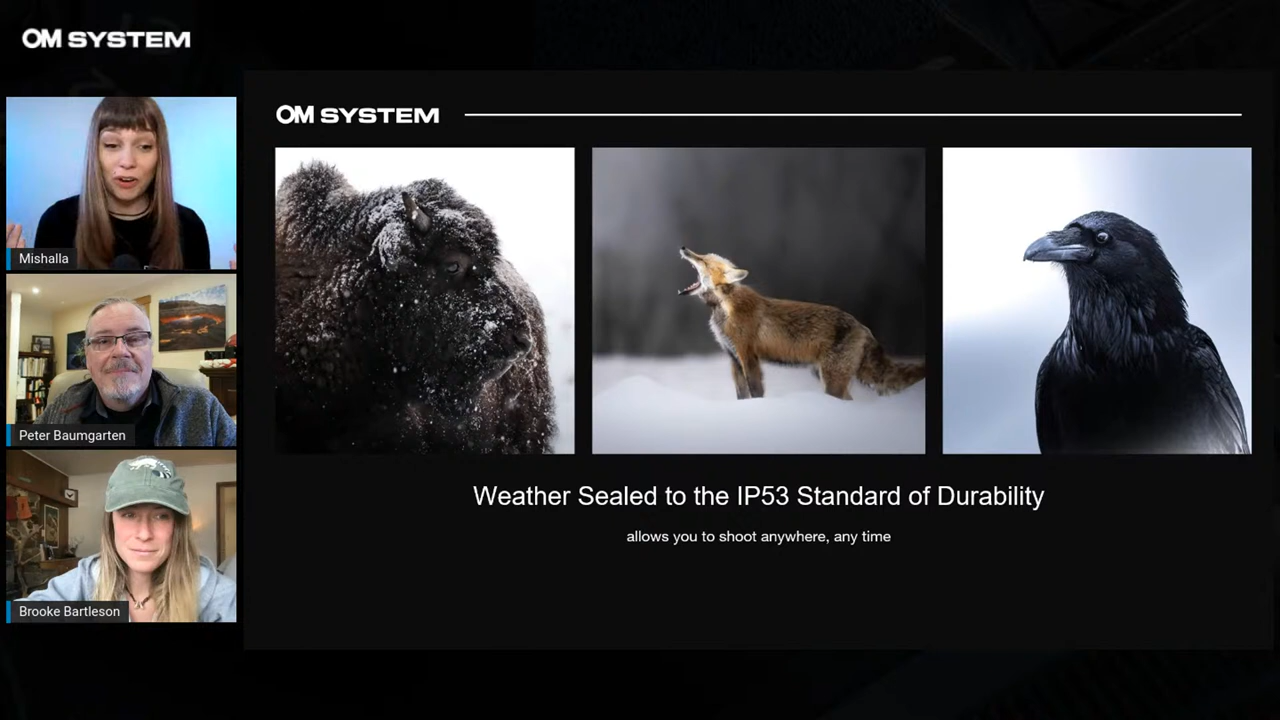 OM SYSTEM
OM SYSTEM
Mishalla
Peter Baumgarten
Brooke Bartleson
Weather Sealed to the IP53 Standard of Durability
allows you to shoot anywhere, any time